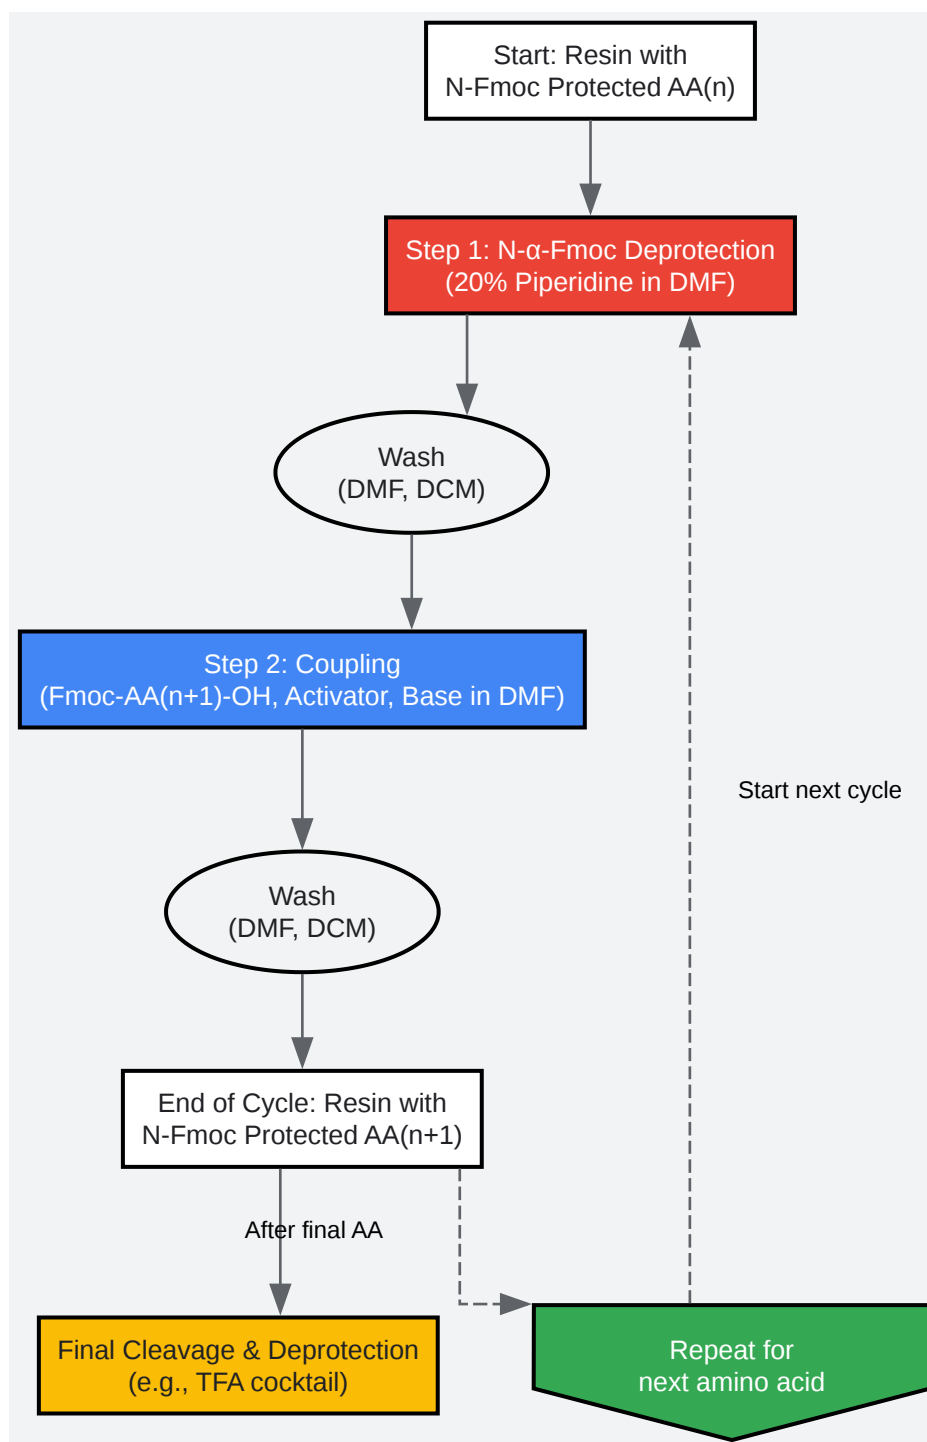 Start: Resin with
N-Fmoc Protected AA(n)
Step 1: N-α-Fmoc Deprotection
(20% Piperidine in DMF)
Wash
(DMF, DCM)
Step 2: Coupling
(Fmoc-AA(n+1)-OH, Activator, Base in DMF)
Start next cycle
Wash
(DMF, DCM)
End of Cycle: Resin with
N-Fmoc Protected AA(n+1)
After final AA
Final Cleavage & Deprotection
(e.g., TFA cocktail)
Repeat for
next amino acid